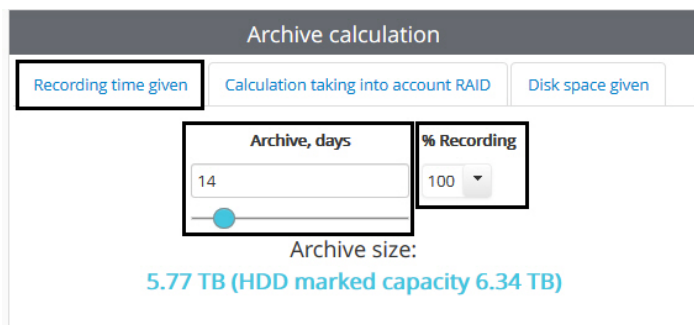 Archive calculation
Recording time given Calculation taking into account RAID Disk space given
Archive, days % Recording
14 100
Archive size:
5.77 TB (HDD marked capacity 6.34 TB)